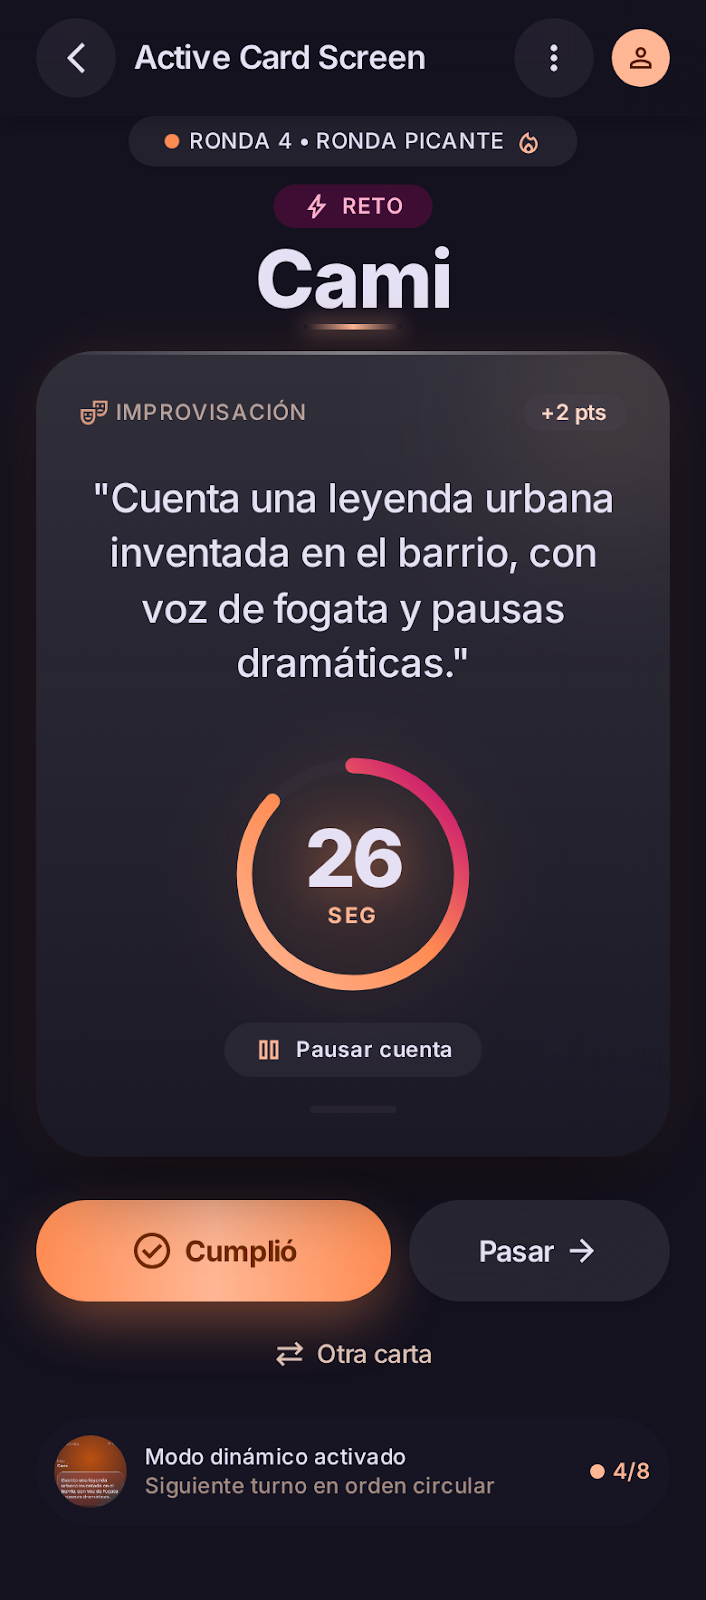 Active Card Screen
RONDA 4 • RONDA PICANTE
RETO
Cami
IMPROVISACIÓN
+2 pts
"Cuenta una leyenda urbana
inventada en el barrio, con
voz de fogata y pausas
dramáticas."
26
SEG
Pausar cuenta
Cumplió
Pasar
Otra carta
Modo dinámico activado
Siguiente turno en orden circular
4/8